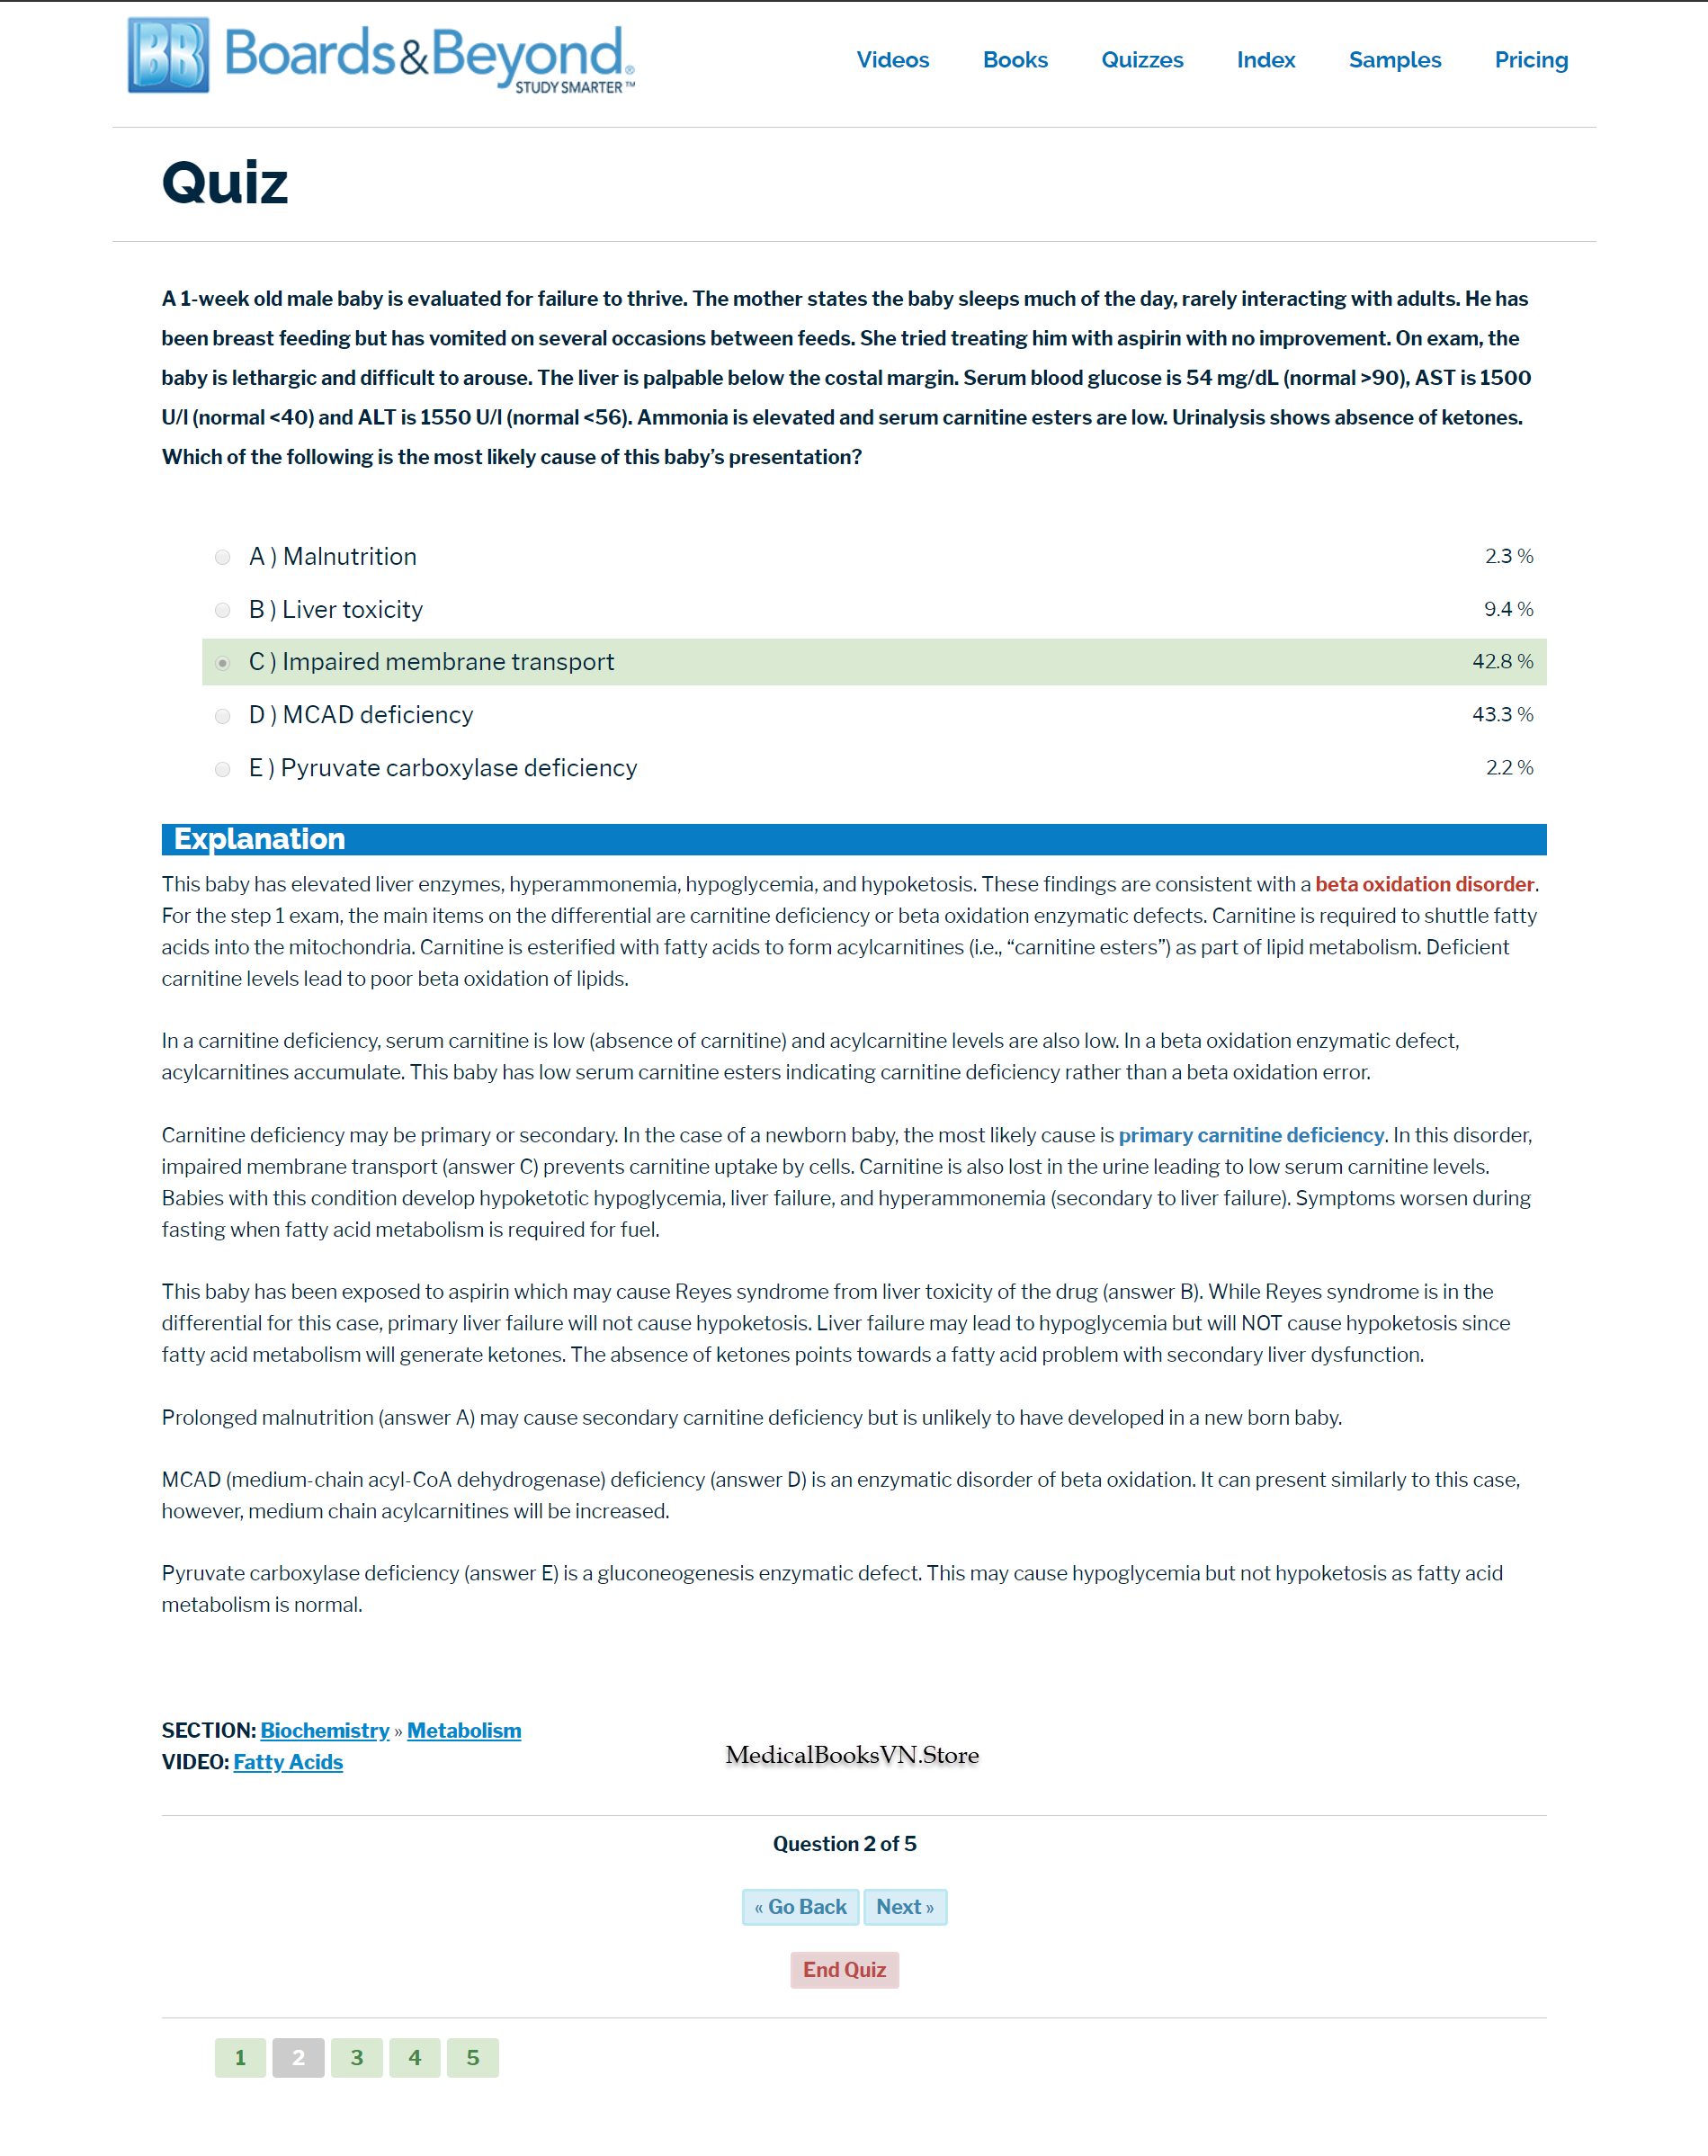 BB Boards&Beyond®
STUDY SMARTER™
Videos Books Quizzes Index Samples Pricing
Quiz
A 1-week old male baby is evaluated for failure to thrive. The mother states the baby sleeps much of the day, rarely interacting with adults. He has
been breast feeding but has vomited on several occasions between feeds. She tried treating him with aspirin with no improvement. On exam, the
baby is lethargic and difficult to arouse. The liver is palpable below the costal margin. Serum blood glucose is 54 mg/dL (normal >90), AST is 1500
U/l (normal <40) and ALT is 1550 U/l (normal <56). Ammonia is elevated and serum carnitine esters are low. Urinalysis shows absence of ketones.
Which of the following is the most likely cause of this baby’s presentation?
A ) Malnutrition 2.3 %
B ) Liver toxicity 9.4 %
C ) Impaired membrane transport 42.8 %
D ) MCAD deficiency 43.3 %
E ) Pyruvate carboxylase deficiency 2.2 %
Explanation
This baby has elevated liver enzymes, hyperammonemia, hypoglycemia, and hypoketosis. These findings are consistent with a beta oxidation disorder.
For the step 1 exam, the main items on the differential are carnitine deficiency or beta oxidation enzymatic defects. Carnitine is required to shuttle fatty
acids into the mitochondria. Carnitine is esterified with fatty acids to form acylcarnitines (i.e., “carnitine esters”) as part of lipid metabolism. Deficient
carnitine levels lead to poor beta oxidation of lipids.
In a carnitine deficiency, serum carnitine is low (absence of carnitine) and acylcarnitine levels are also low. In a beta oxidation enzymatic defect,
acylcarnitines accumulate. This baby has low serum carnitine esters indicating carnitine deficiency rather than a beta oxidation error.
Carnitine deficiency may be primary or secondary. In the case of a newborn baby, the most likely cause is primary carnitine deficiency. In this disorder,
impaired membrane transport (answer C) prevents carnitine uptake by cells. Carnitine is also lost in the urine leading to low serum carnitine levels.
Babies with this condition develop hypoketotic hypoglycemia, liver failure, and hyperammonemia (secondary to liver failure). Symptoms worsen during
fasting when fatty acid metabolism is required for fuel.
This baby has been exposed to aspirin which may cause Reyes syndrome from liver toxicity of the drug (answer B). While Reyes syndrome is in the
differential for this case, primary liver failure will not cause hypoketosis. Liver failure may lead to hypoglycemia but will NOT cause hypoketosis since
fatty acid metabolism will generate ketones. The absence of ketones points towards a fatty acid problem with secondary liver dysfunction.
Prolonged malnutrition (answer A) may cause secondary carnitine deficiency but is unlikely to have developed in a new born baby.
MCAD (medium-chain acyl-CoA dehydrogenase) deficiency (answer D) is an enzymatic disorder of beta oxidation. It can present similarly to this case,
however, medium chain acylcarnitines will be increased.
Pyruvate carboxylase deficiency (answer E) is a gluconeogenesis enzymatic defect. This may cause hypoglycemia but not hypoketosis as fatty acid
metabolism is normal.
SECTION: Biochemistry » Metabolism
VIDEO: Fatty Acids
MedicalBooksVN.Store
Question 2 of 5
« Go Back Next »
End Quiz
1 2 3 4 5